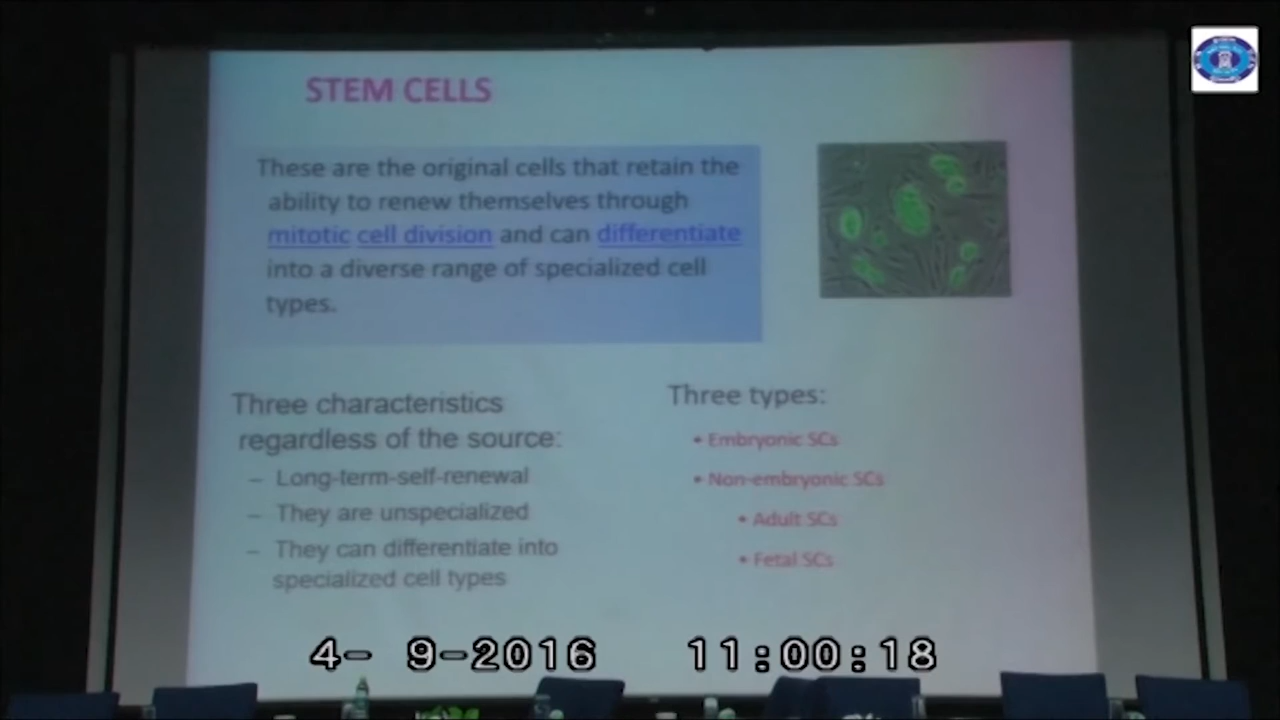 STEM CELLS
These are the original cells that retain the
ability to renew themselves through
mitotic cell division and can differentiate
into a diverse range of specialized cell
types.
Three characteristics
regardless of the source:
– Long-term-self-renewal
– They are unspecialized
– They can differentiate into
specialized cell types
Three types:
• Embryonic SCs
• Non-embryonic SCs
• Adult SCs
• Fetal SCs
4- 9-2016 11:00:18